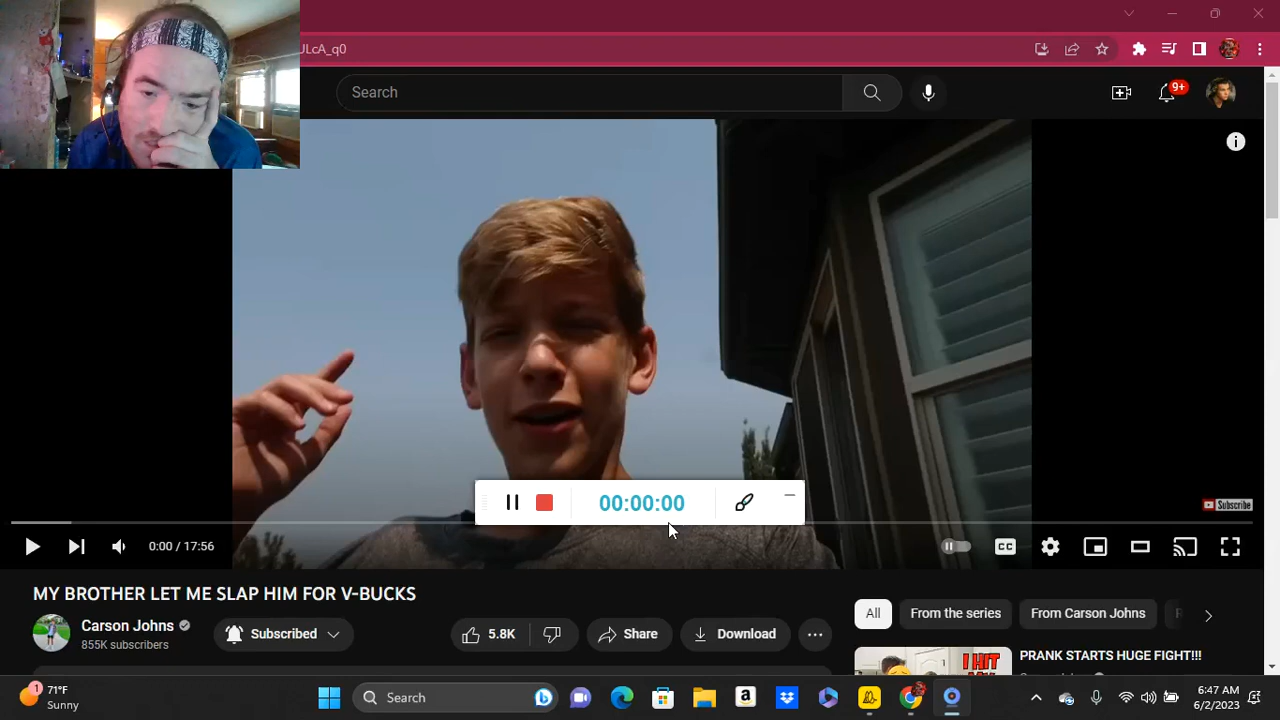 JLcA_q0
Search
9+
00:00:00
Subscribe
0:00 / 17:56
CC
MY BROTHER LET ME SLAP HIM FOR V-BUCKS
Carson Johns
855K subscribers
Subscribed
5.8K
Share
Download
All
From the series
From Carson Johns
I HIT
PRANK STARTS HUGE FIGHT!!!
1
71°F
Sunny
Search
6:47 AM
6/2/2023